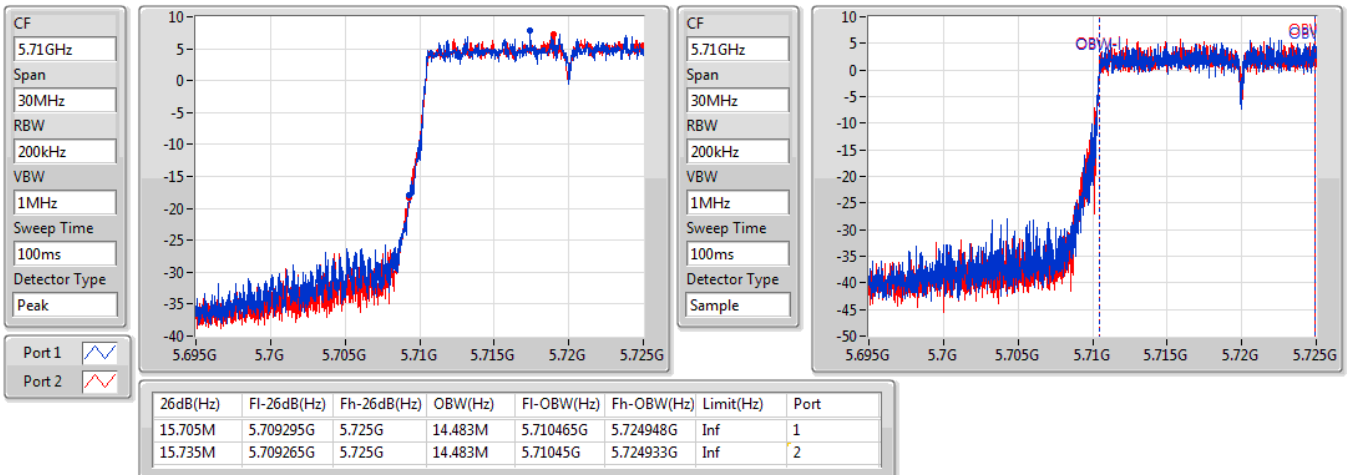 CF
5.71GHz
Span
30MHz
RBW
200kHz
VBW
1MHz
Sweep Time
100ms
Detector Type
Peak
Port 1
Port 2
10
5
0
-5
-10
-15
-20
-25
-30
-35
-40
5.695G 5.7G 5.705G 5.71G 5.715G 5.72G 5.725G
CF
5.71GHz
Span
30MHz
RBW
200kHz
VBW
1MHz
Sweep Time
100ms
Detector Type
Sample
10
5
0
-5
-10
-15
-20
-25
-30
-35
-40
-45
-50
OBW-
OBW
5.695G 5.7G 5.705G 5.71G 5.715G 5.72G 5.725G
26dB(Hz) Fl-26dB(Hz) Fh-26dB(Hz) OBW(Hz) Fl-OBW(Hz) Fh-OBW(Hz) Limit(Hz) Port
15.705M 5.709295G 5.725G 14.483M 5.710465G 5.724948G Inf 1
15.735M 5.709265G 5.725G 14.483M 5.71045G 5.724933G Inf 2